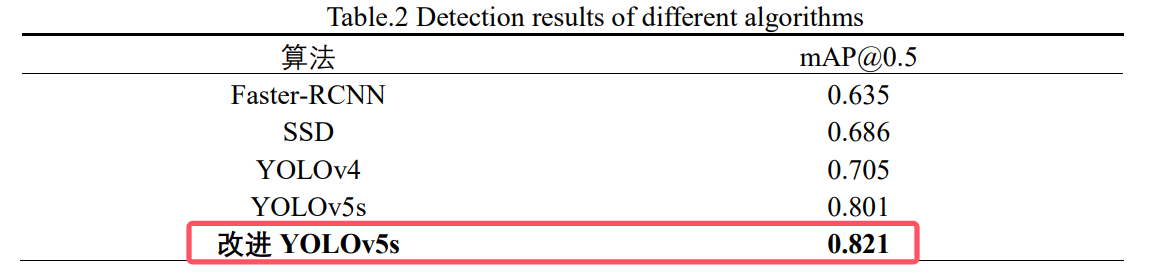 Table.2 Detection results of different algorithms
算法 mAP@0.5
Faster-RCNN 0.635
SSD 0.686
YOLOv4 0.705
YOLOv5s 0.801
改进 YOLOv5s 0.821